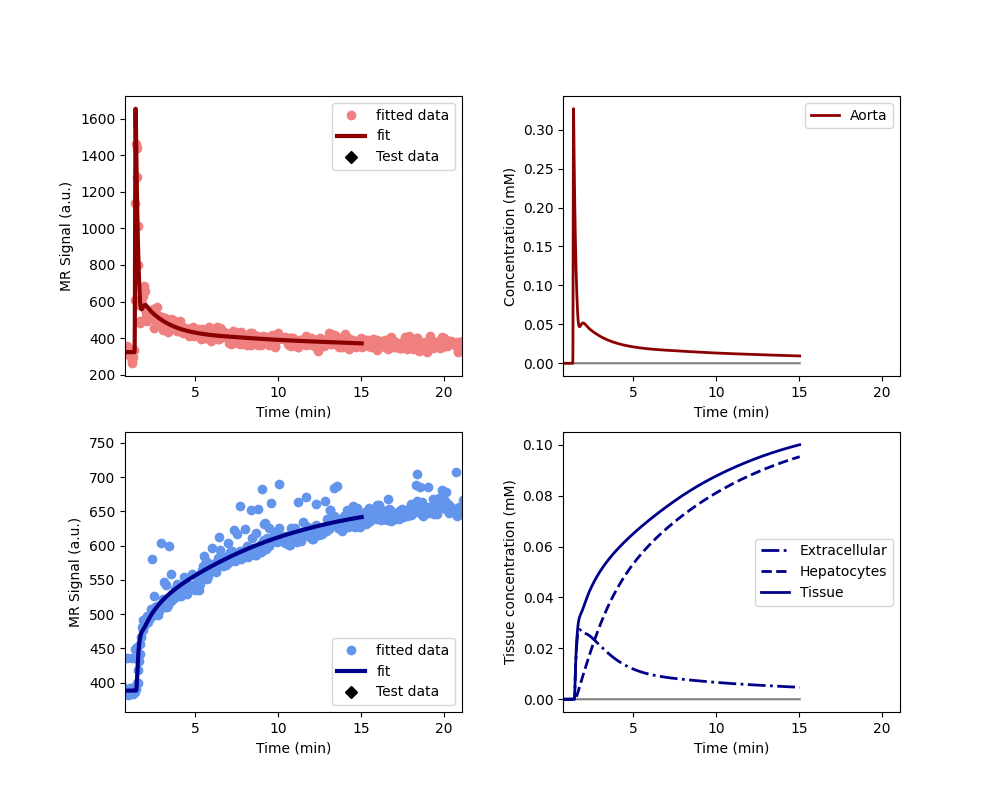 1600
1400
1200
1000
800
600
400
200
MR Signal (a.u.)
fitted data
fit
Test data
5 10 15 20
Time (min)
0.30
0.25
0.20
0.15
0.10
0.05
0.00
Concentration (mM)
Aorta
5 10 15 20
Time (min)
750
700
650
600
550
500
450
400
MR Signal (a.u.)
fitted data
fit
Test data
5 10 15 20
Time (min)
0.10
0.08
0.06
0.04
0.02
0.00
Tissue concentration (mM)
Extracellular
Hepatocytes
Tissue
5 10 15 20
Time (min)